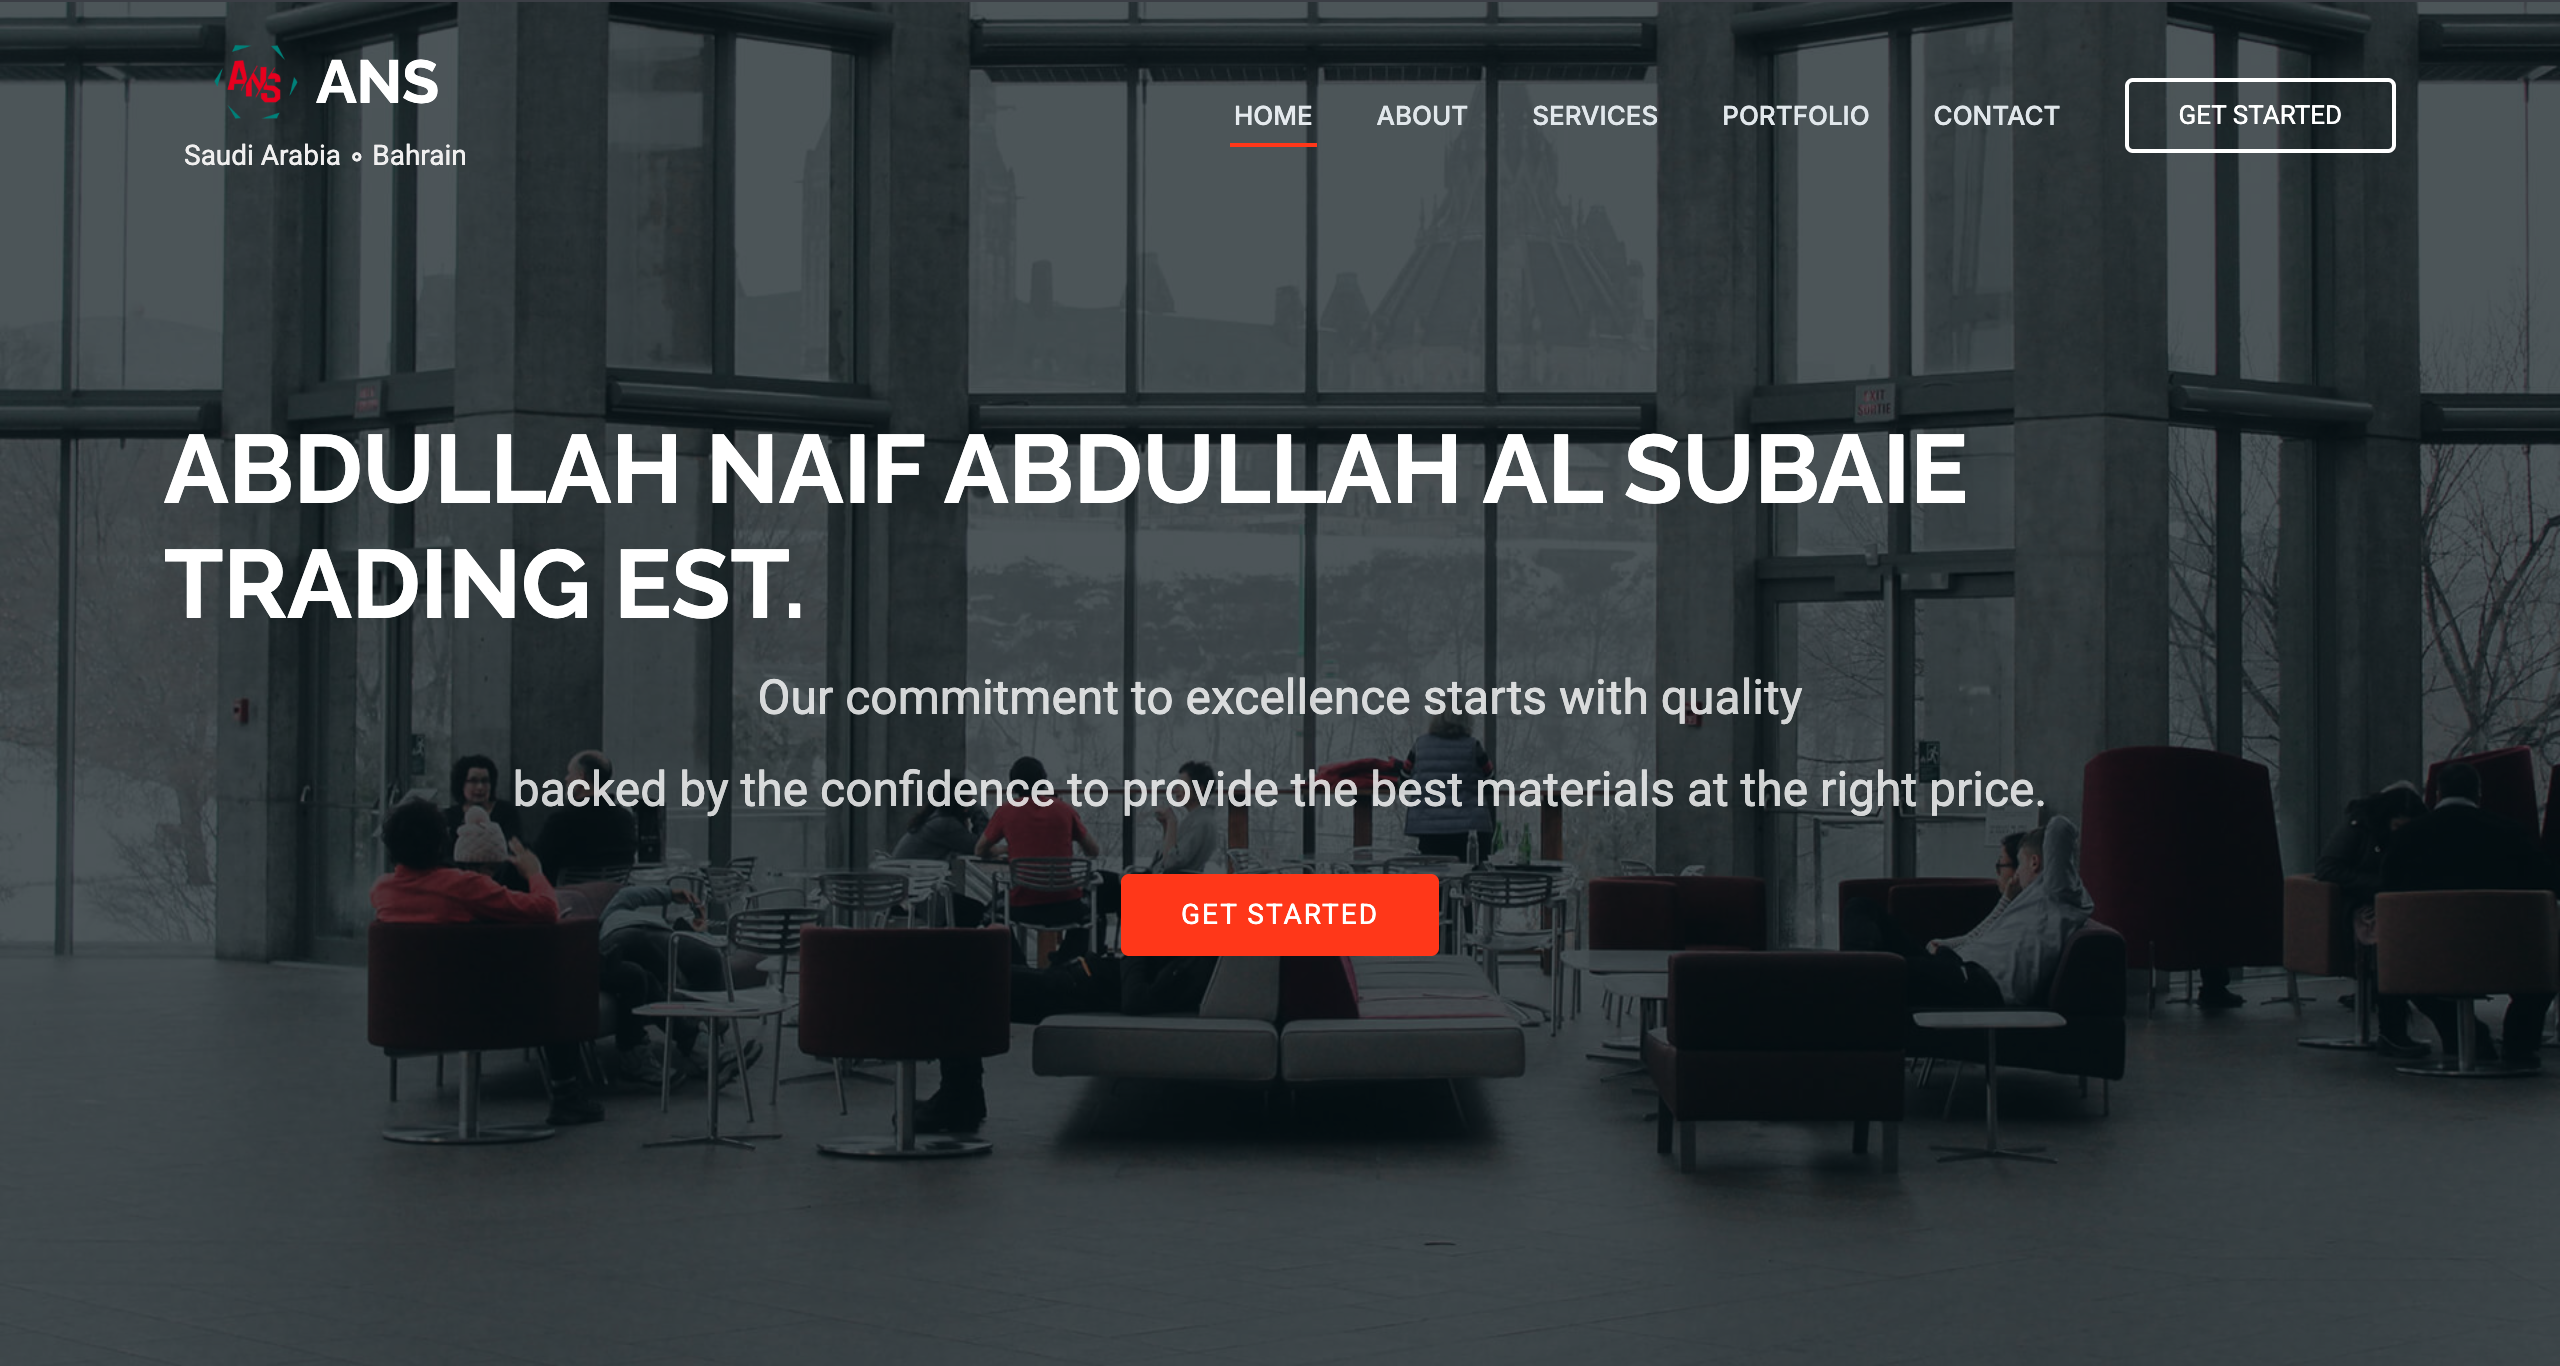 ANS
ANS
Saudi Arabia ∘ Bahrain
HOME
ABOUT
SERVICES
PORTFOLIO
CONTACT
GET STARTED
EXIT
SORTIE
ABDULLAH NAIF ABDULLAH AL SUBAIE
TRADING EST.
Our commitment to excellence starts with quality
backed by the confidence to provide the best materials at the right price.
GET STARTED